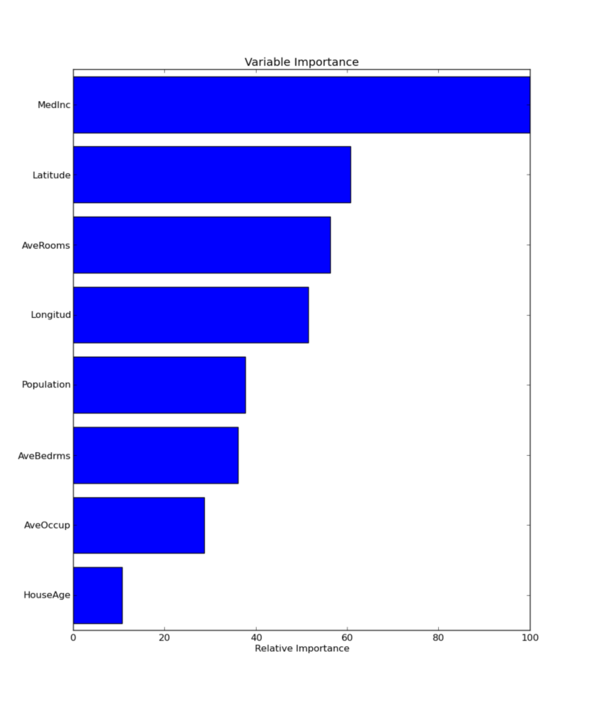 Variable Importance
MedInc
Latitude
AveRooms
Longitud
Population
AveBedrms
AveOccup
HouseAge
0 20 40 60 80 100
Relative Importance